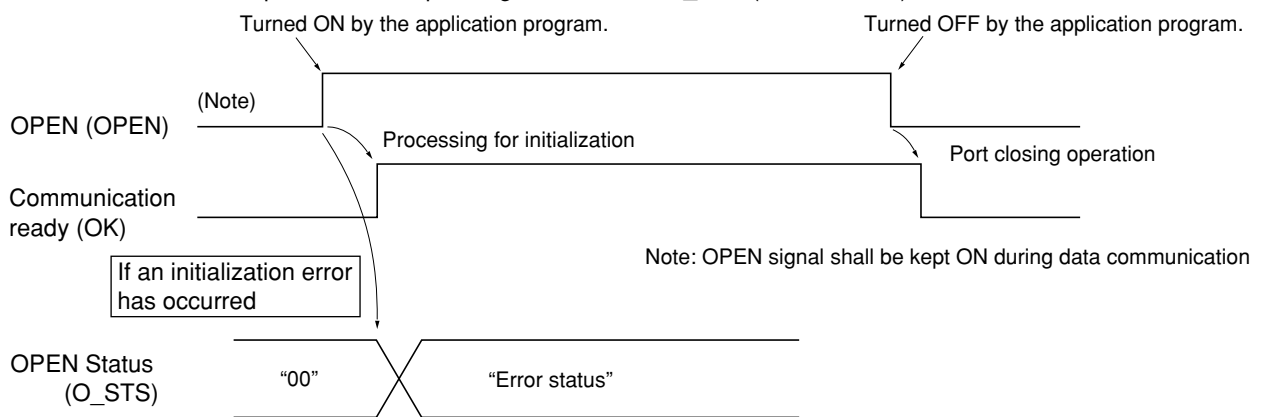 Turned ON by the application program.
Turned OFF by the application program.
(Note)
OPEN (OPEN)
Processing for initialization
Port closing operation
Communication
ready (OK)
Note: OPEN signal shall be kept ON during data communication
If an initialization error
has occurred
OPEN Status
(O_STS)
“00”
“Error status”